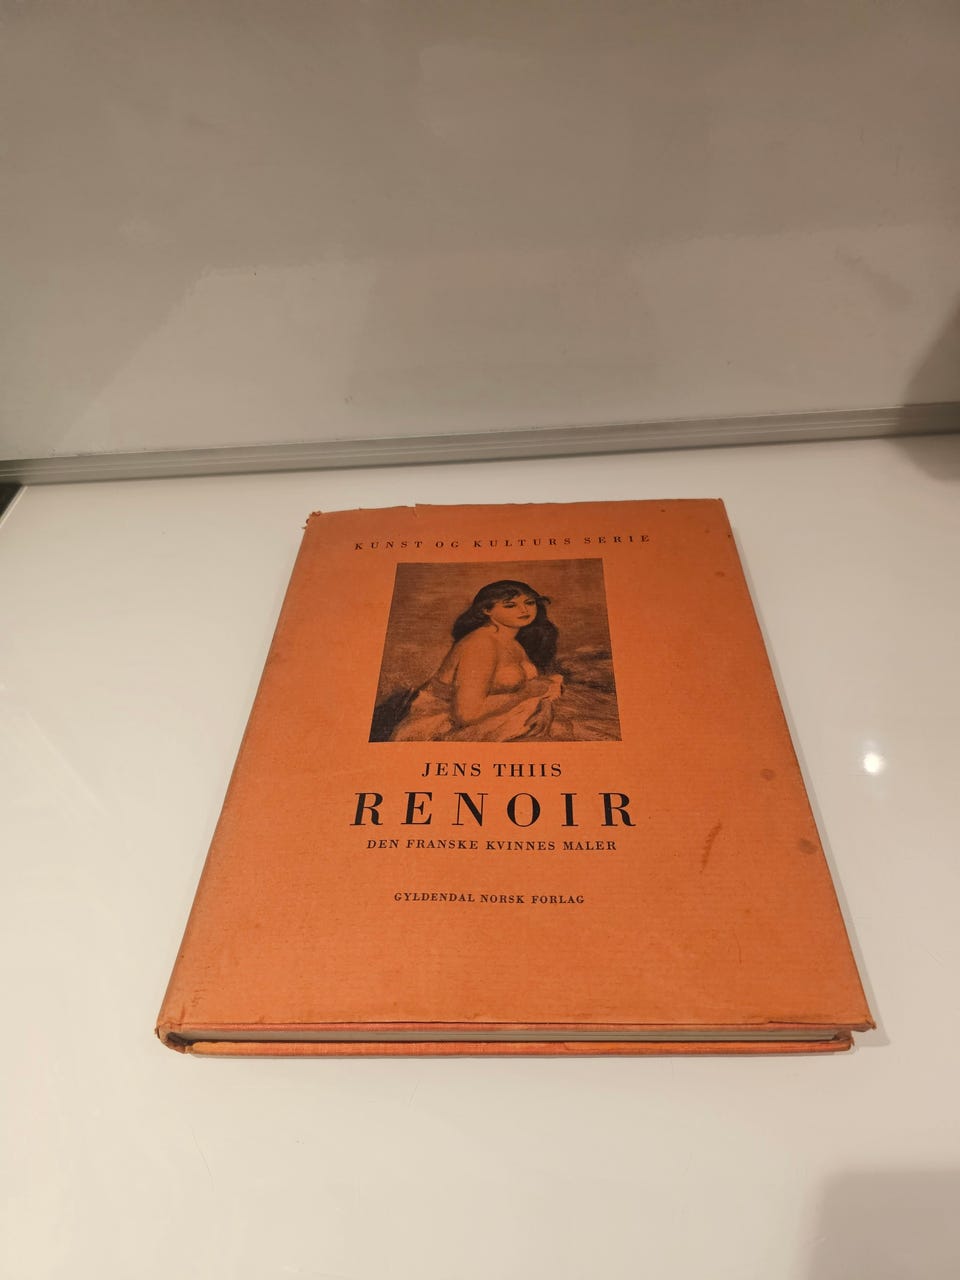 KUNST OG KULTURS SERIE
JENS THIIS
RENOIR
DEN FRANSKE KVINNES MALER
GYLDENDAL NORSK FORLAG